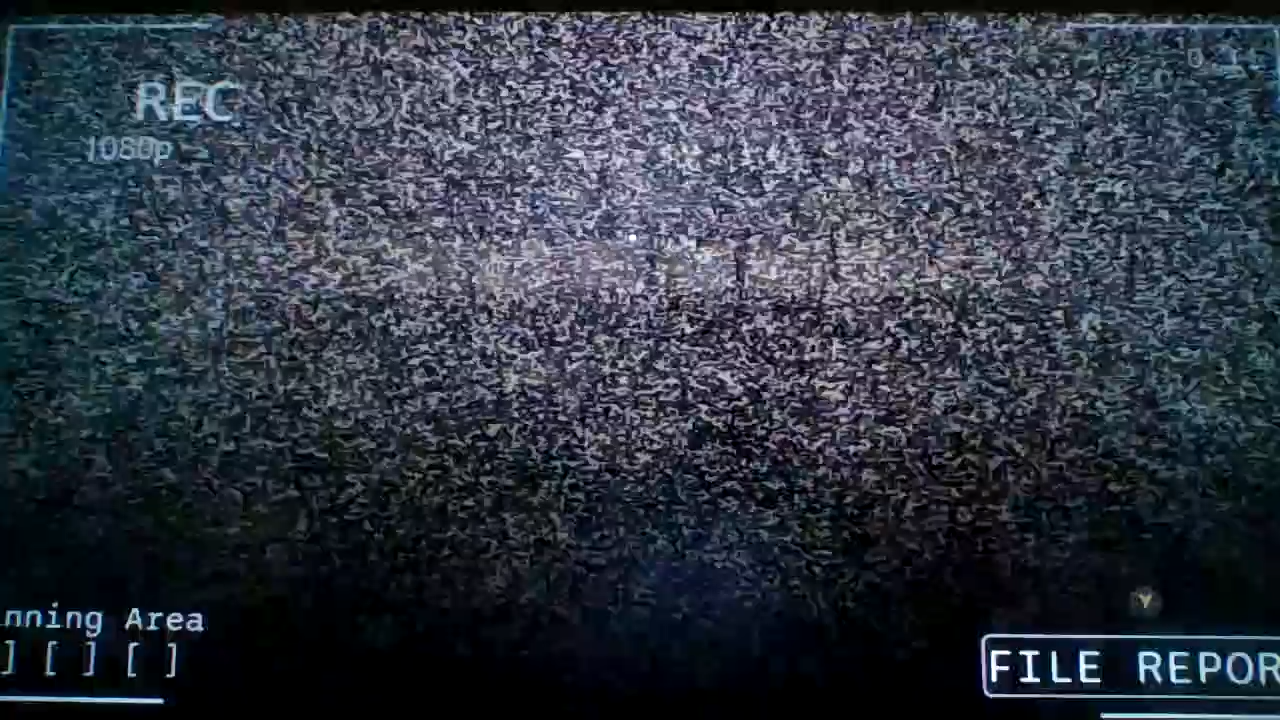 REC
1080p
nning Area
] [ ] [ ]
Y
FILE REPOR